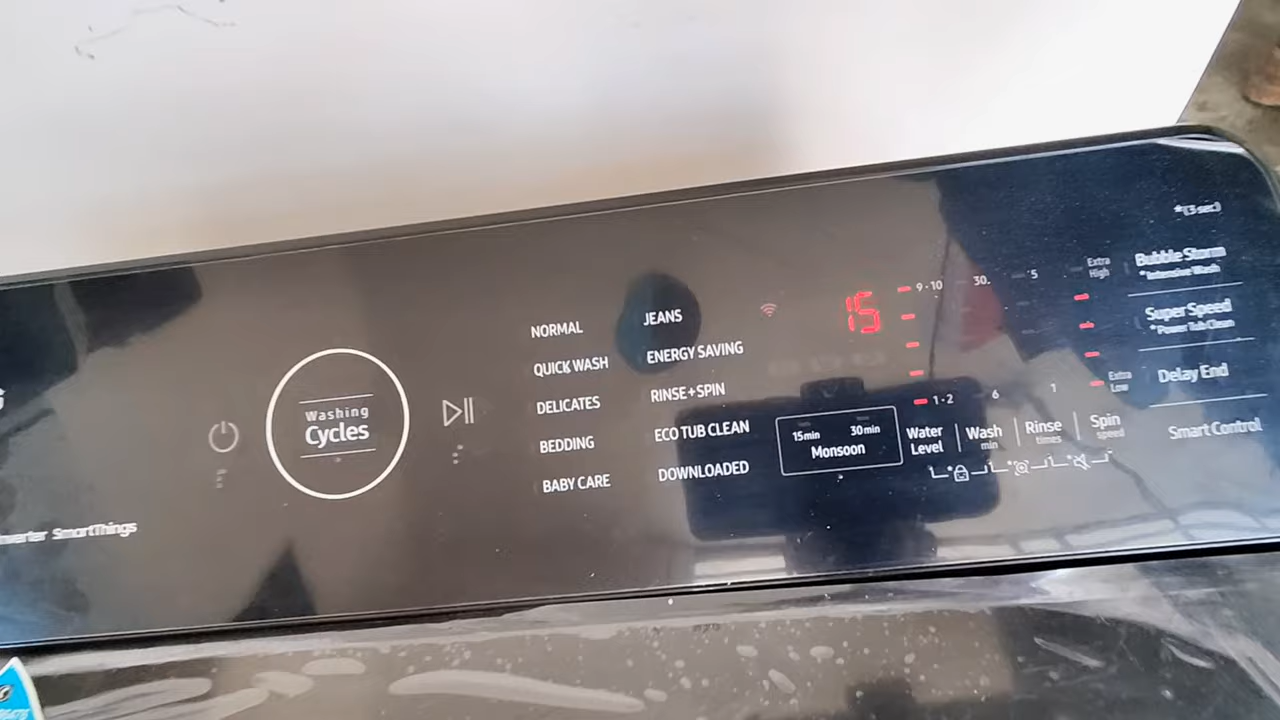 SmartThings
Washing
Cycles
NORMAL
QUICK WASH
DELICATES
BEDDING
BABY CARE
JEANS
ENERGY SAVING
RINSE+SPIN
ECO TUB CLEAN
DOWNLOADED
15
15min 30min
Monsoon
9·10
1·2
Water
Level
30
6
Wash
min
5
1
Rinse
times
Extra
High
Extra
Low
Spin
speed
*(3 sec)
Bubble Storm
*Intensive Wash
Super Speed
*Power Tub Clean
Delay End
Smart Control